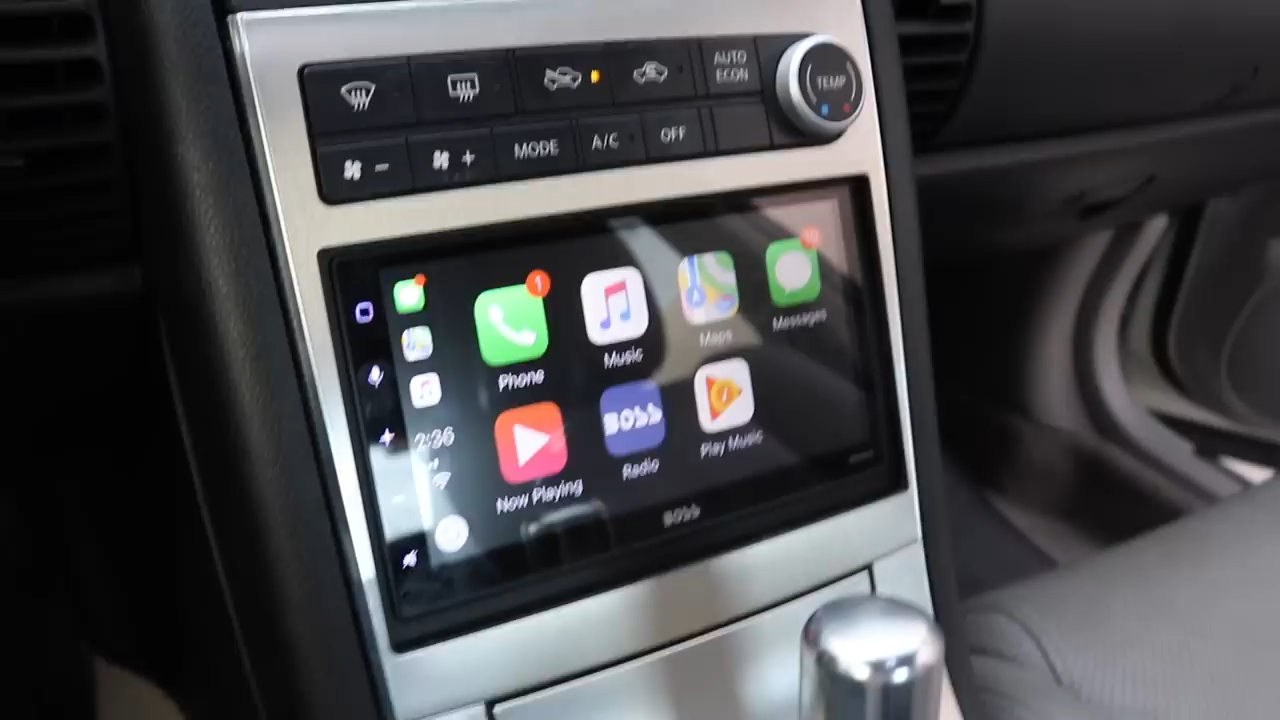 AUTO
ECON
TEMP
− + MODE A/C OFF
1
Phone
Music
Maps
Messages
2:36
Now Playing
BOSS
Radio
Play Music
BOSS